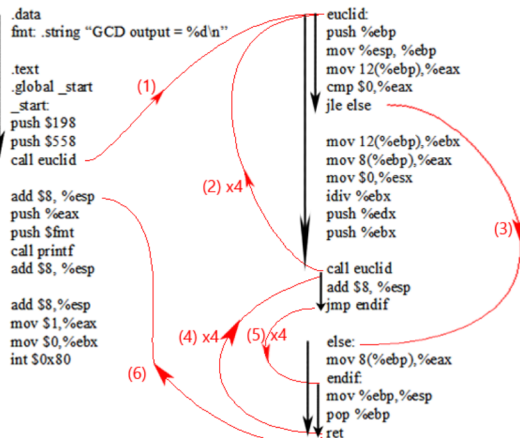 .data
fmt: .string “GCD output = %d\n”
.text
.global _start
_start:
push $198
push $558
call euclid
add $8, %esp
push %eax
push $fmt
call printf
add $8, %esp
add $8,%esp
mov $1,%eax
mov $0,%ebx
int $0x80
(1)
(2) x4
(4) x4
(5) x4
(6)
(3)
euclid:
push %ebp
mov %esp, %ebp
mov 12(%ebp),%eax
cmp $0,%eax
jle else
mov 12(%ebp),%ebx
mov 8(%ebp),%eax
mov $0,%esx
idiv %ebx
push %edx
push %ebx
call euclid
add $8, %esp
jmp endif
else:
mov 8(%ebp),%eax
endif:
mov %ebp,%esp
pop %ebp
ret